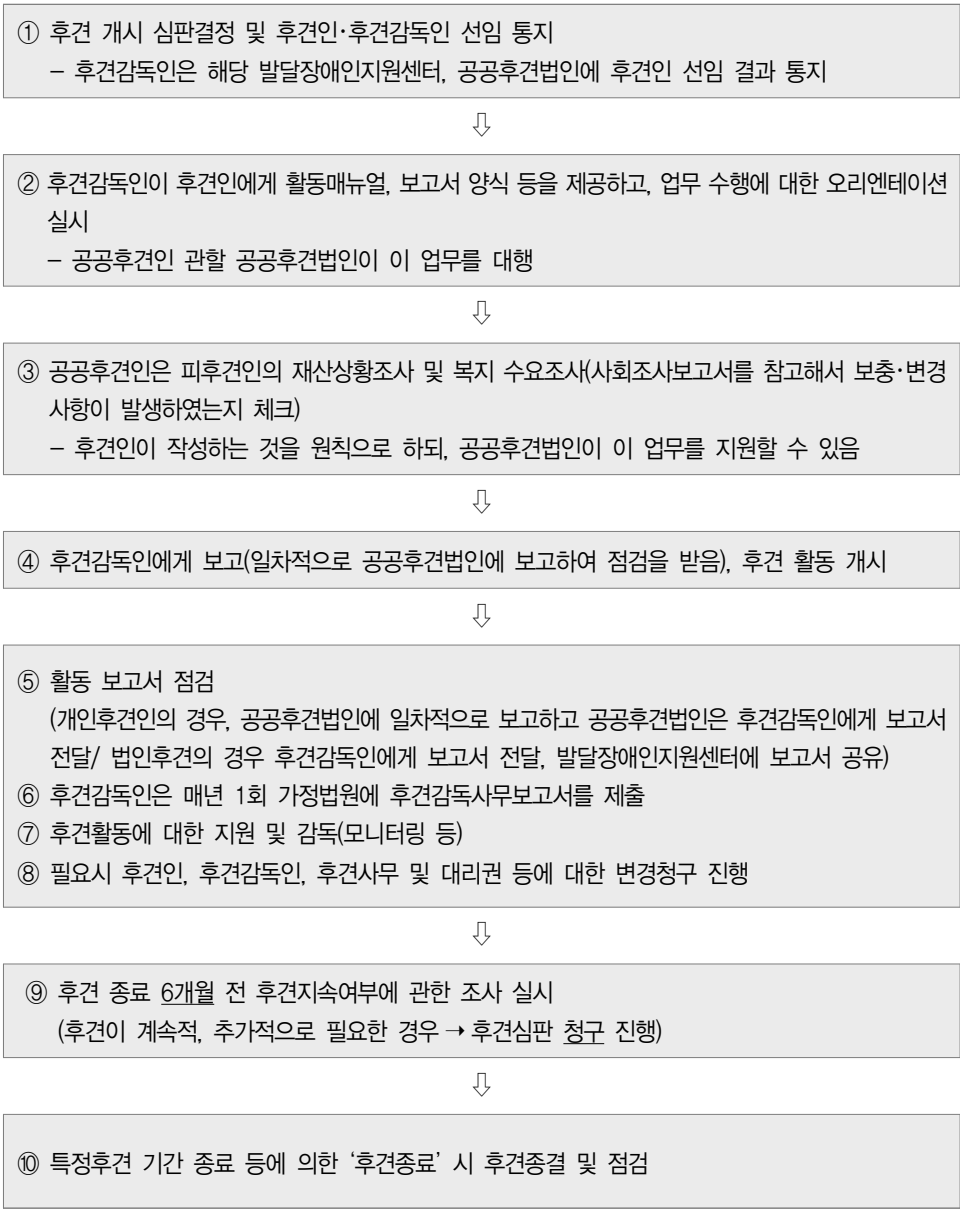 ① 후견 개시 심판결정 및 후견인·후견감독인 선임 통지
– 후견감독인은 해당 발달장애인지원센터, 공공후견법인에 후견인 선임 결과 통지
⇩
② 후견감독인이 후견인에게 활동매뉴얼, 보고서 양식 등을 제공하고, 업무 수행에 대한 오리엔테이션
실시
– 공공후견인 관할 공공후견법인이 이 업무를 대행
⇩
③ 공공후견인은 피후견인의 재산상황조사 및 복지 수요조사(사회조사보고서를 참고해서 보충·변경
사항이 발생하였는지 체크)
– 후견인이 작성하는 것을 원칙으로 하되, 공공후견법인이 이 업무를 지원할 수 있음
⇩
④ 후견감독인에게 보고(일차적으로 공공후견법인에 보고하여 점검을 받음), 후견 활동 개시
⇩
⑤ 활동 보고서 점검
(개인후견인의 경우, 공공후견법인에 일차적으로 보고하고 공공후견법인은 후견감독인에게 보고서
전달/ 법인후견의 경우 후견감독인에게 보고서 전달, 발달장애인지원센터에 보고서 공유)
⑥ 후견감독인은 매년 1회 가정법원에 후견감독사무보고서를 제출
⑦ 후견활동에 대한 지원 및 감독(모니터링 등)
⑧ 필요시 후견인, 후견감독인, 후견사무 및 대리권 등에 대한 변경청구 진행
⇩
⑨ 후견 종료 6개월 전 후견지속여부에 관한 조사 실시
(후견이 계속적, 추가적으로 필요한 경우 → 후견심판 청구 진행)
⇩
⑩ 특정후견 기간 종료 등에 의한 ‘후견종료’ 시 후견종결 및 점검